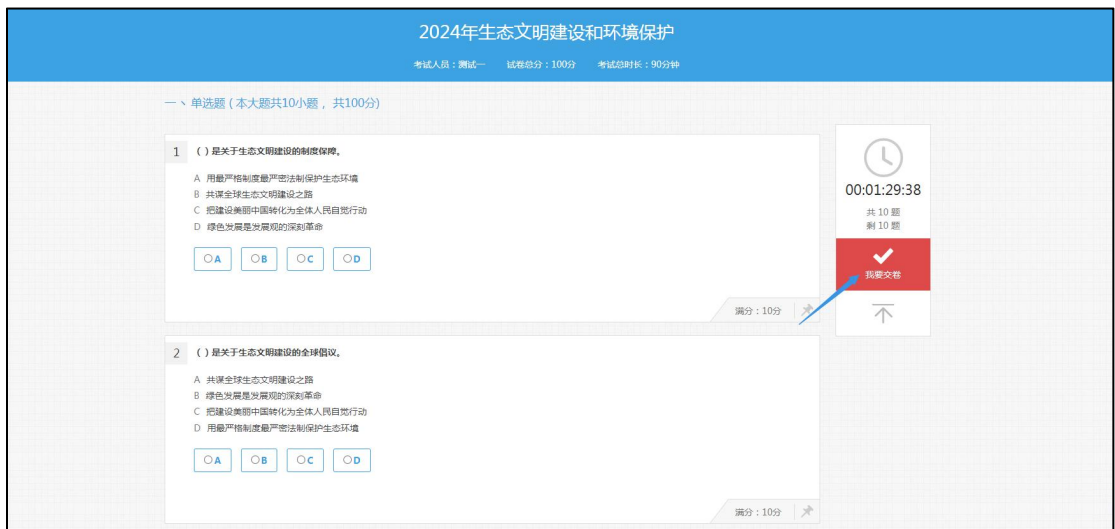 2024年生态文明建设和环境保护
考试人员：测试一 试卷总分：100分 考试总时长：90分钟
一、单选题 ( 本大题共10小题 ，共100分)
1 ( ) 是关于生态文明建设的制度保障。
A 用最严格制度最严密法制保护生态环境
B 共谋全球生态文明建设之路
C 把建设美丽中国转化为全体人民自觉行动
D 绿色发展是发展观的深刻革命
A B C D
满分：10分
00:01:29:38
共 10 题
剩 10 题
我要交卷
2 ( ) 是关于生态文明建设的全球倡议。
A 共谋全球生态文明建设之路
B 绿色发展是发展观的深刻革命
C 把建设美丽中国转化为全体人民自觉行动
D 用最严格制度最严密法制保护生态环境
A B C D
满分：10分